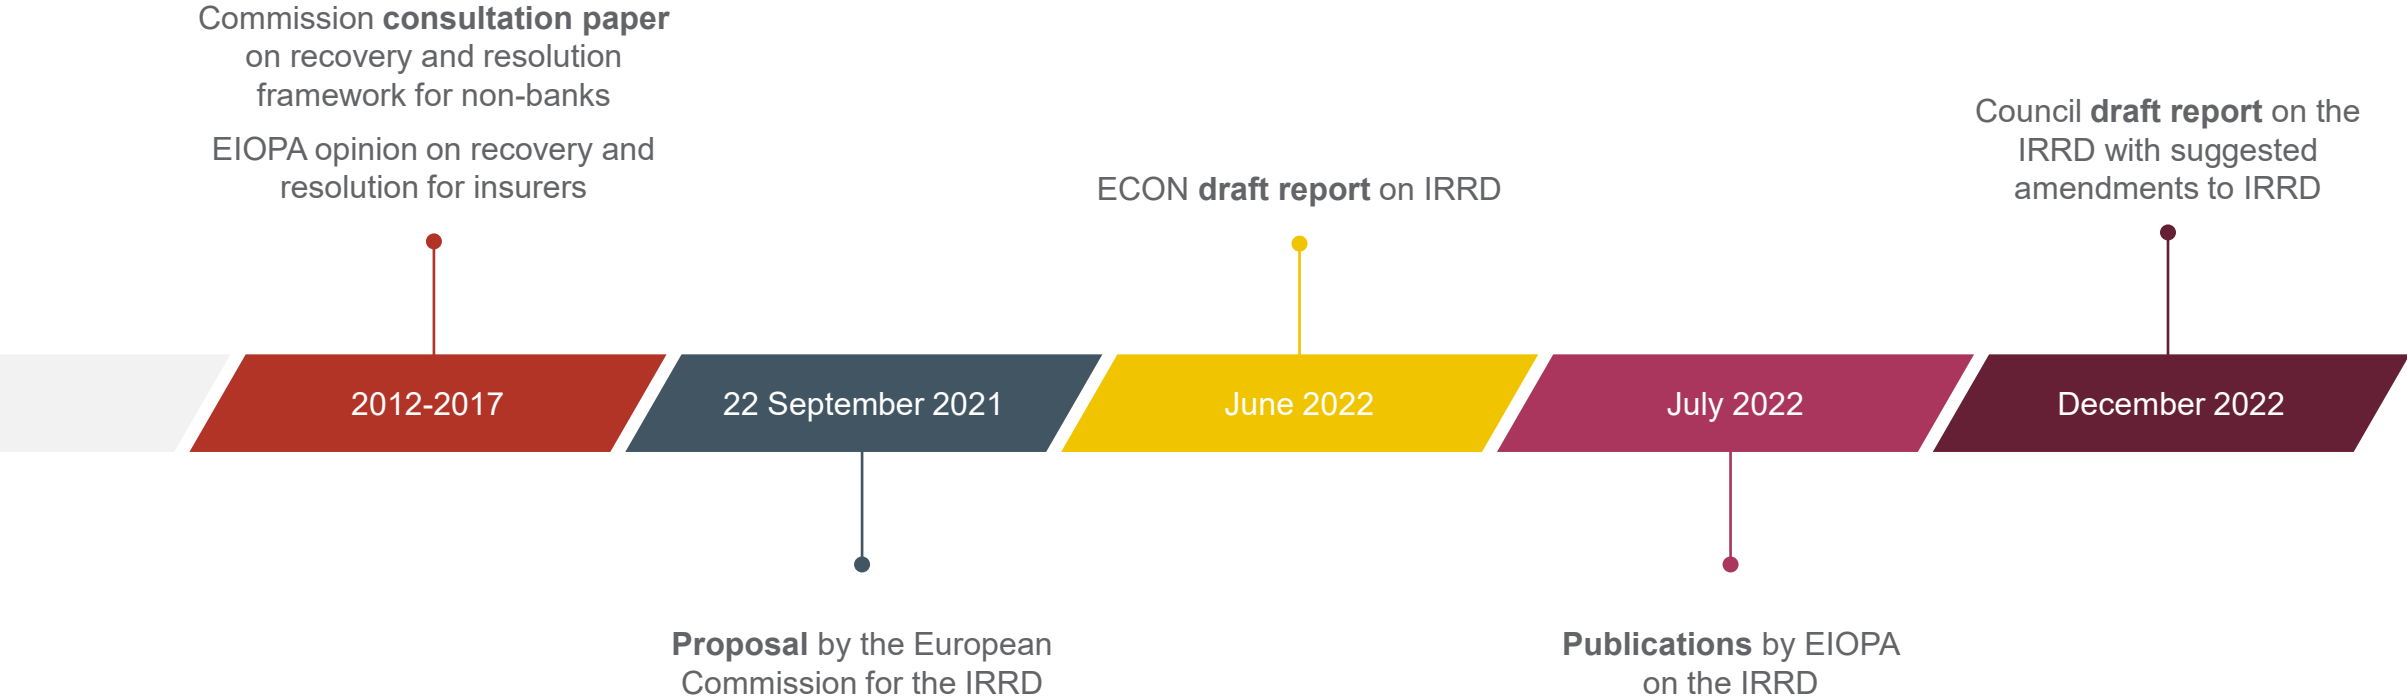 Commission consultation paper
on recovery and resolution
framework for non-banks
EIOPA opinion on recovery and
resolution for insurers
ECON draft report on IRRD
Council draft report on the
IRRD with suggested
amendments to IRRD
2012-2017
22 September 2021
June 2022
July 2022
December 2022
Proposal by the European
Commission for the IRRD
Publications by EIOPA
on the IRRD